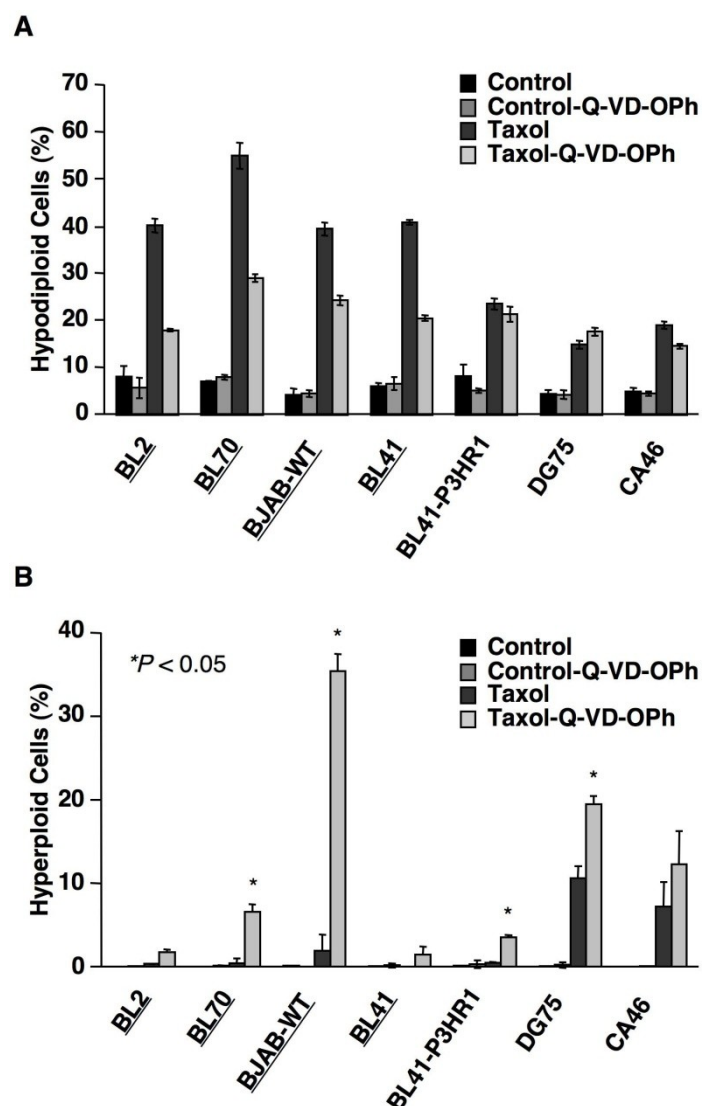 A
70
60
50
40
30
20
10
0
Hypodiploid Cells (%)
Control
Control-Q-VD-OPh
Taxol
Taxol-Q-VD-OPh
BL2
BL70
BJAB-WT
BL41
BL41-P3HR1
DG75
CA46
B
40
30
20
10
0
Hyperploid Cells (%)
*P < 0.05
Control
Control-Q-VD-OPh
Taxol
Taxol-Q-VD-OPh
*
*
*
*
BL2
BL70
BJAB-WT
BL41
BL41-P3HR1
DG75
CA46